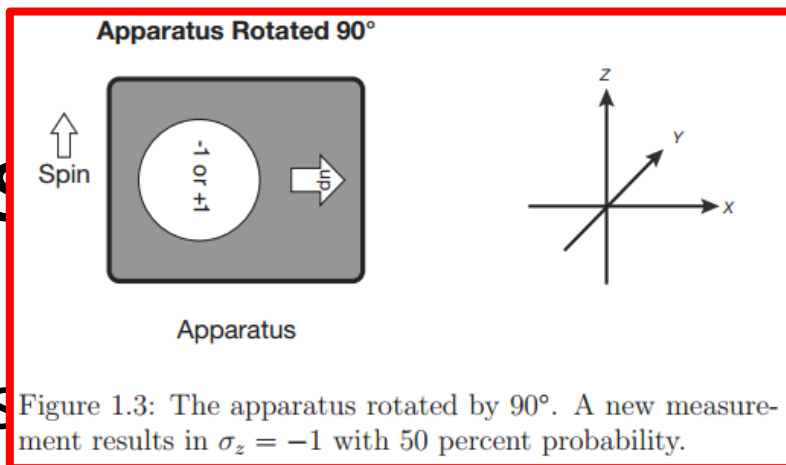 Apparatus Rotated 90°
Z
Y
X
Spin
-1 or +1
up
Apparatus
Figure 1.3: The apparatus rotated by 90°. A new measure-
ment results in σz = −1 with 50 percent probability.